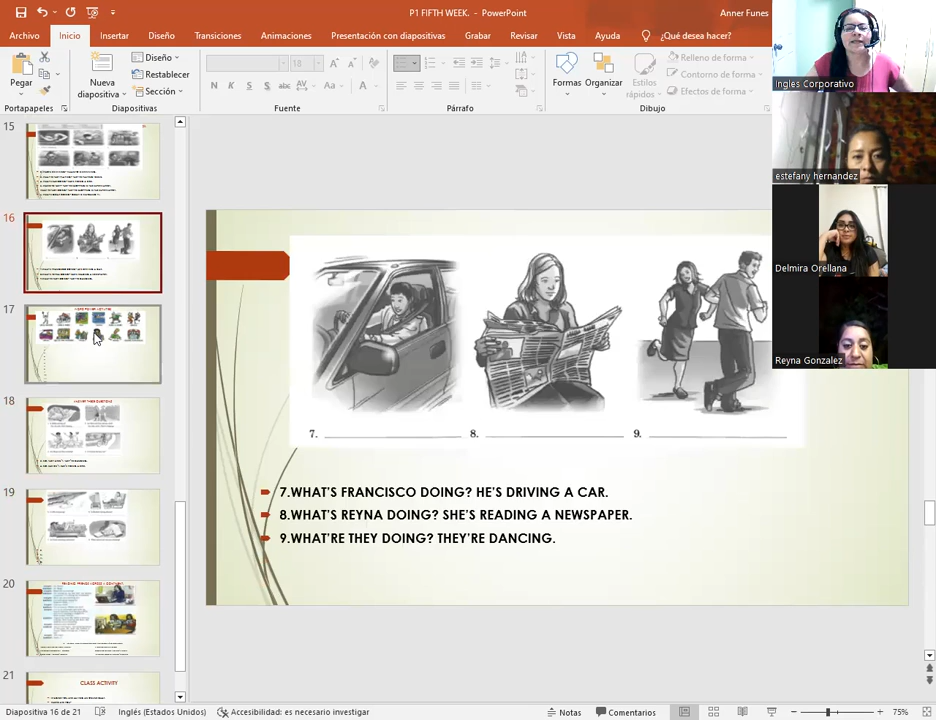 P1 FIFTH WEEK. - PowerPoint
Anner Funes
Archivo Inicio Insertar Diseño Transiciones Animaciones Presentación con diapositivas Grabar Revisar Vista Ayuda ¿Qué desea hacer?
Pegar
Portapapeles
Nueva diapositiva
Diseño
Restablecer
Sección
Diapositivas
18
N K S S ab AV Aa A
Fuente
Párrafo
Formas
Organizar
Estilos rápidos
Relleno de forma
Contorno de forma
Efectos de forma
Dibujo
Ingles Corporativo
estefany hernandez
Delmira Orellana
Reyna Gonzalez
15
16
17
18
19
20
21
CLASS ACTIVITY
7.
8.
9.
7.WHAT'S FRANCISCO DOING? HE'S DRIVING A CAR.
8.WHAT'S REYNA DOING? SHE'S READING A NEWSPAPER.
9.WHAT'RE THEY DOING? THEY'RE DANCING.
Diapositiva 16 de 21
Inglés (Estados Unidos)
Accesibilidad: es necesario investigar
Notas
Comentarios
75%